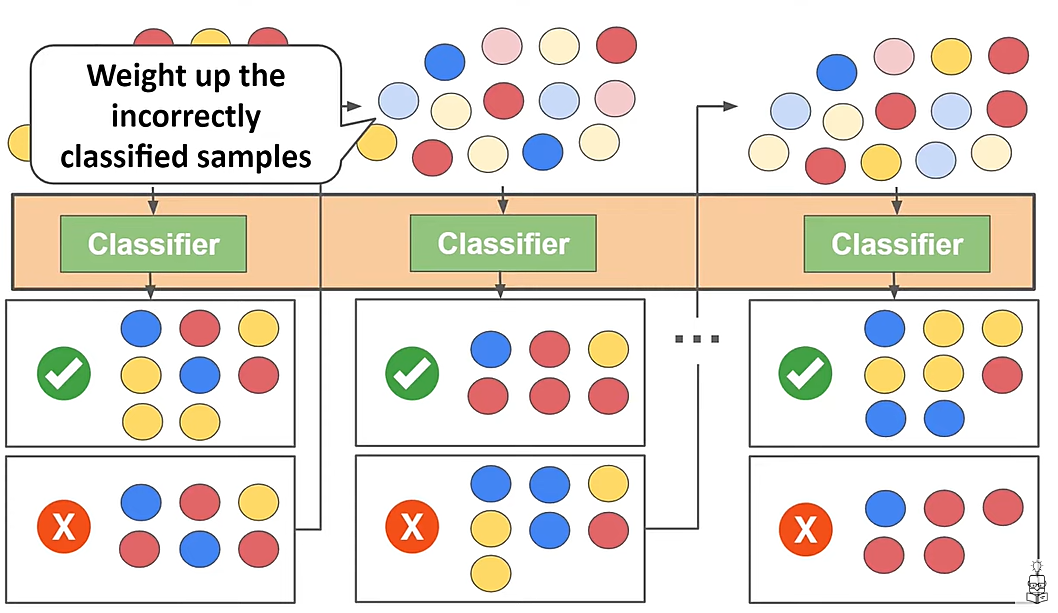 Weight up the
incorrectly
classified samples
Classifier
Classifier
Classifier
X
X
X